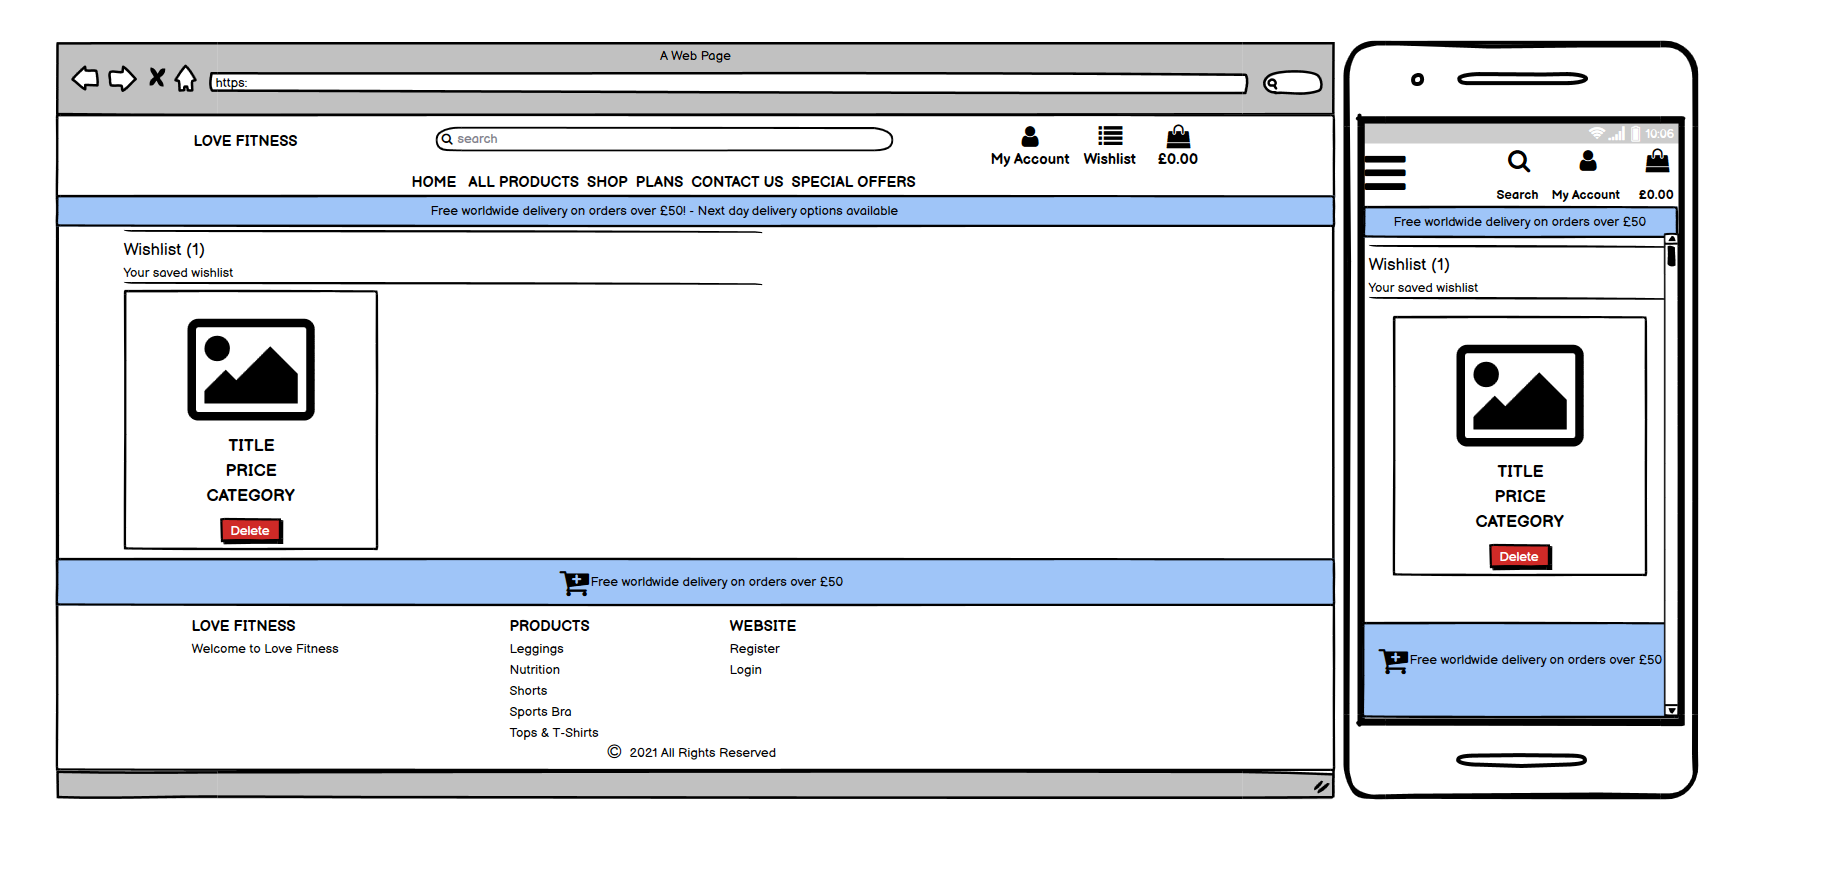 A Web Page
https:
LOVE FITNESS
search
My Account Wishlist £0.00
HOME ALL PRODUCTS SHOP PLANS CONTACT US SPECIAL OFFERS
Free worldwide delivery on orders over £50! - Next day delivery options available
Wishlist (1)
Your saved wishlist
TITLE
PRICE
CATEGORY
Delete
Free worldwide delivery on orders over £50
LOVE FITNESS
Welcome to Love Fitness
PRODUCTS
Leggings
Nutrition
Shorts
Sports Bra
Tops & T-Shirts
WEBSITE
Register
Login
© 2021 All Rights Reserved
10:06
Search My Account £0.00
Free worldwide delivery on orders over £50
Wishlist (1)
Your saved wishlist
TITLE
PRICE
CATEGORY
Delete
Free worldwide delivery on orders over £50